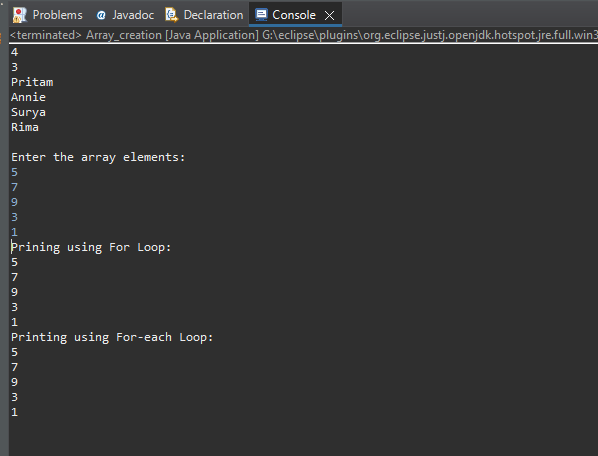 Problems @ Javadoc Declaration Console
<terminated> Array_creation [Java Application] G:\eclipse\plugins\org.eclipse.justj.openjdk.hotspot.jre.full.win3
4
3
Pritam
Annie
Surya
Rima
Enter the array elements:
5
7
9
3
1
Prining using For Loop:
5
7
9
3
1
Printing using For-each Loop:
5
7
9
3
1